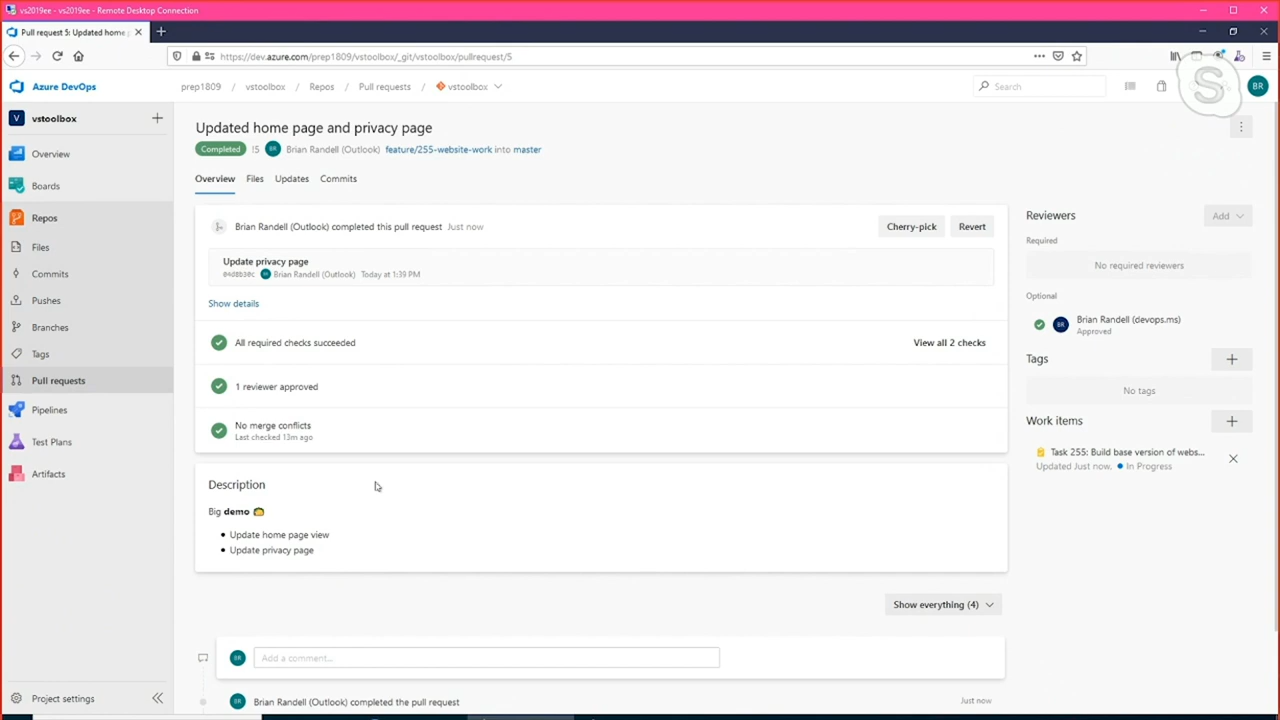 vs2019ee - vs2019ee - Remote Desktop Connection
Pull request 5: Updated home p
https://dev.azure.com/prep1809/vstoolbox/_git/vstoolbox/pullrequest/5
Azure DevOps
prep1809 / vstoolbox / Repos / Pull requests / vstoolbox
Search
BR
V vstoolbox
Overview
Boards
Repos
Files
Commits
Pushes
Branches
Tags
Pull requests
Pipelines
Test Plans
Artifacts
Project settings
Updated home page and privacy page
Completed !5 BR Brian Randell (Outlook) feature/255-website-work into master
Overview Files Updates Commits
Brian Randell (Outlook) completed this pull request Just now
Cherry-pick Revert
Update privacy page
04d8b30c BR Brian Randell (Outlook) Today at 1:39 PM
Show details
All required checks succeeded
View all 2 checks
1 reviewer approved
No merge conflicts
Last checked 13m ago
Description
Big demo
• Update home page view
• Update privacy page
Show everything (4)
BR Add a comment...
BR Brian Randell (Outlook) completed the pull request Just now
Reviewers Add
Required
No required reviewers
Optional
BR Brian Randell (devops.ms)
Approved
Tags
No tags
Work items
Task 255: Build base version of webs...
Updated Just now, In Progress